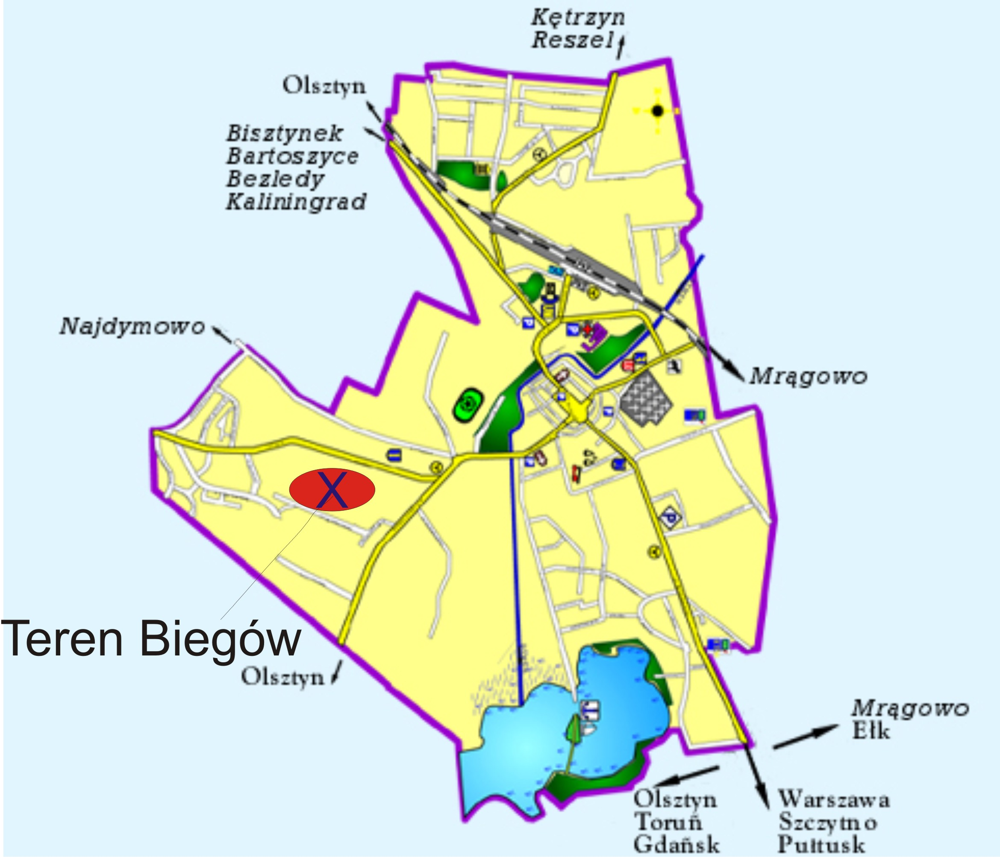 Kętrzyn
Reszel
Olsztyn
Bisztynek
Bartoszyce
Bezledy
Kaliningrad
Najdymowo
Mrągowo
X
P
P
P
P
P
P
Teren Biegów
Olsztyn
Mrągowo
Ełk
Olsztyn
Toruń
Gdańsk
Warszawa
Szczytno
Pułtusk